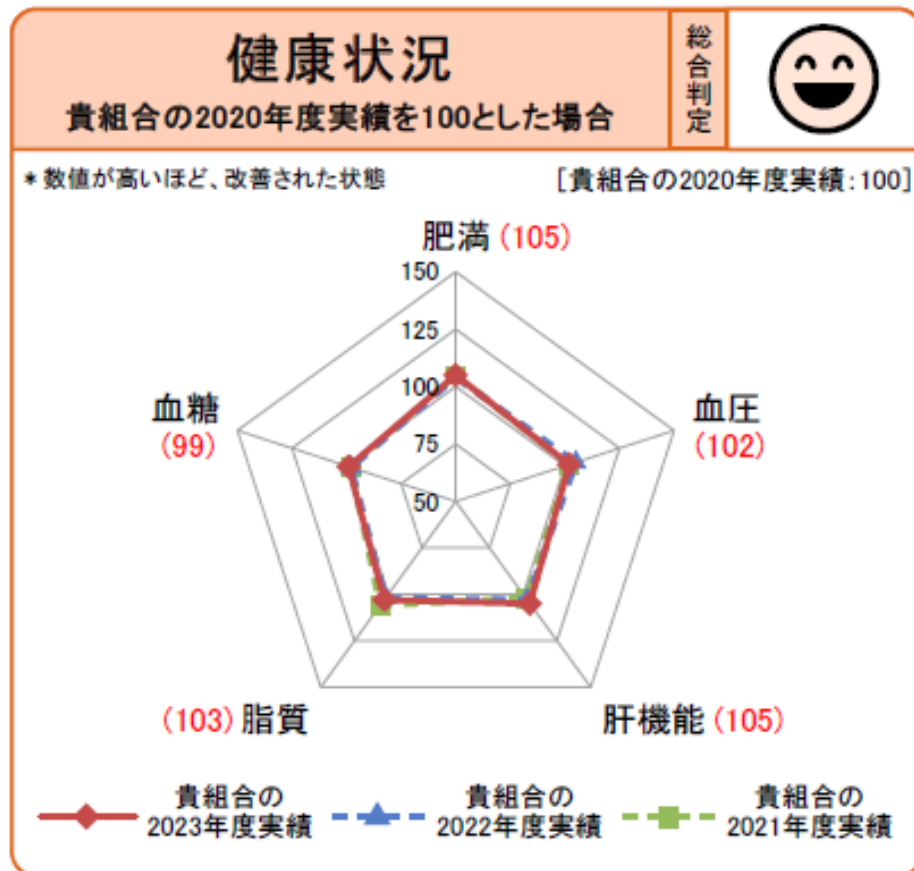 健康状況
貴組合の2020年度実績を100とした場合
総合判定
*数値が高いほど、改善された状態
[貴組合の2020年度実績:100]
肥満(105)
150
125
100
75
50
血糖
(99)
血圧
(102)
(103)脂質
肝機能(105)
貴組合の
2023年度実績
貴組合の
2022年度実績
貴組合の
2021年度実績